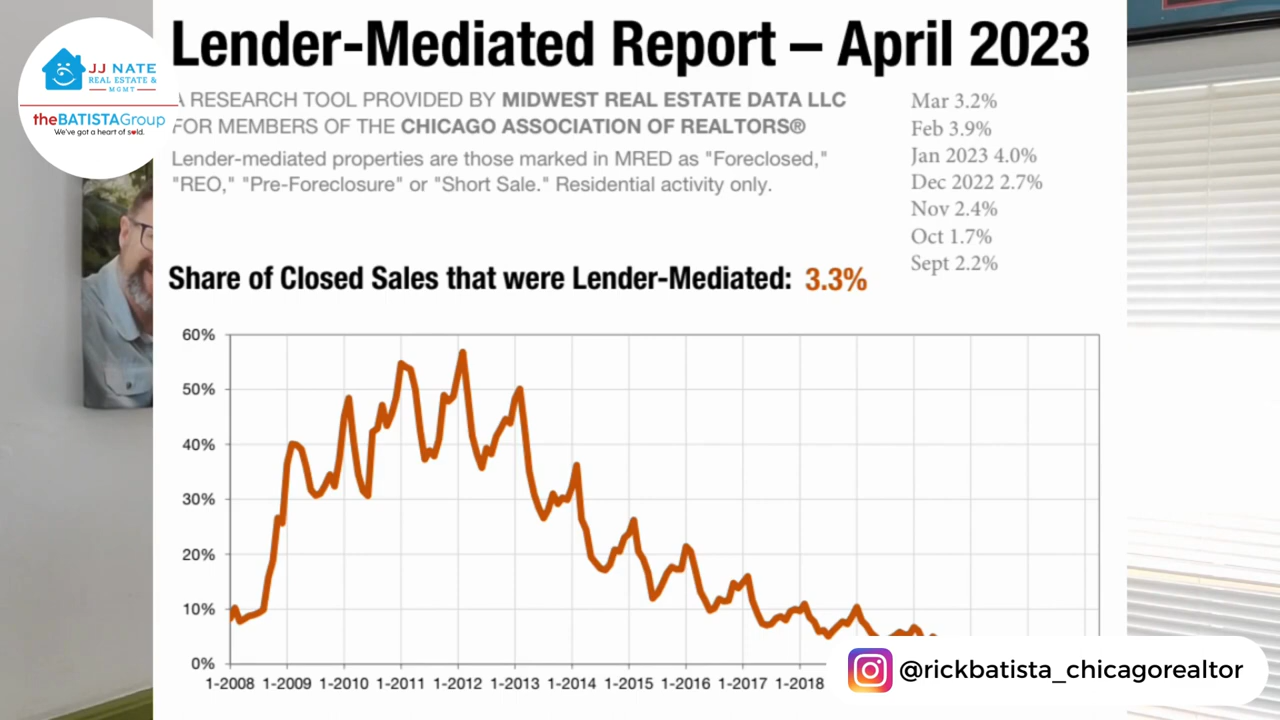 JJ NATE
REAL ESTATE &
MGMT
theBATISTAGroup
We've got a heart of sold.
Lender-Mediated Report – April 2023
A RESEARCH TOOL PROVIDED BY MIDWEST REAL ESTATE DATA LLC
FOR MEMBERS OF THE CHICAGO ASSOCIATION OF REALTORS®
Lender-mediated properties are those marked in MRED as "Foreclosed,"
"REO," "Pre-Foreclosure" or "Short Sale." Residential activity only.
Mar 3.2%
Feb 3.9%
Jan 2023 4.0%
Dec 2022 2.7%
Nov 2.4%
Oct 1.7%
Sept 2.2%
Share of Closed Sales that were Lender-Mediated: 3.3%
60%
50%
40%
30%
20%
10%
0%
1-2008 1-2009 1-2010 1-2011 1-2012 1-2013 1-2014 1-2015 1-2016 1-2017 1-2018
@rickbatista_chicagorealtor